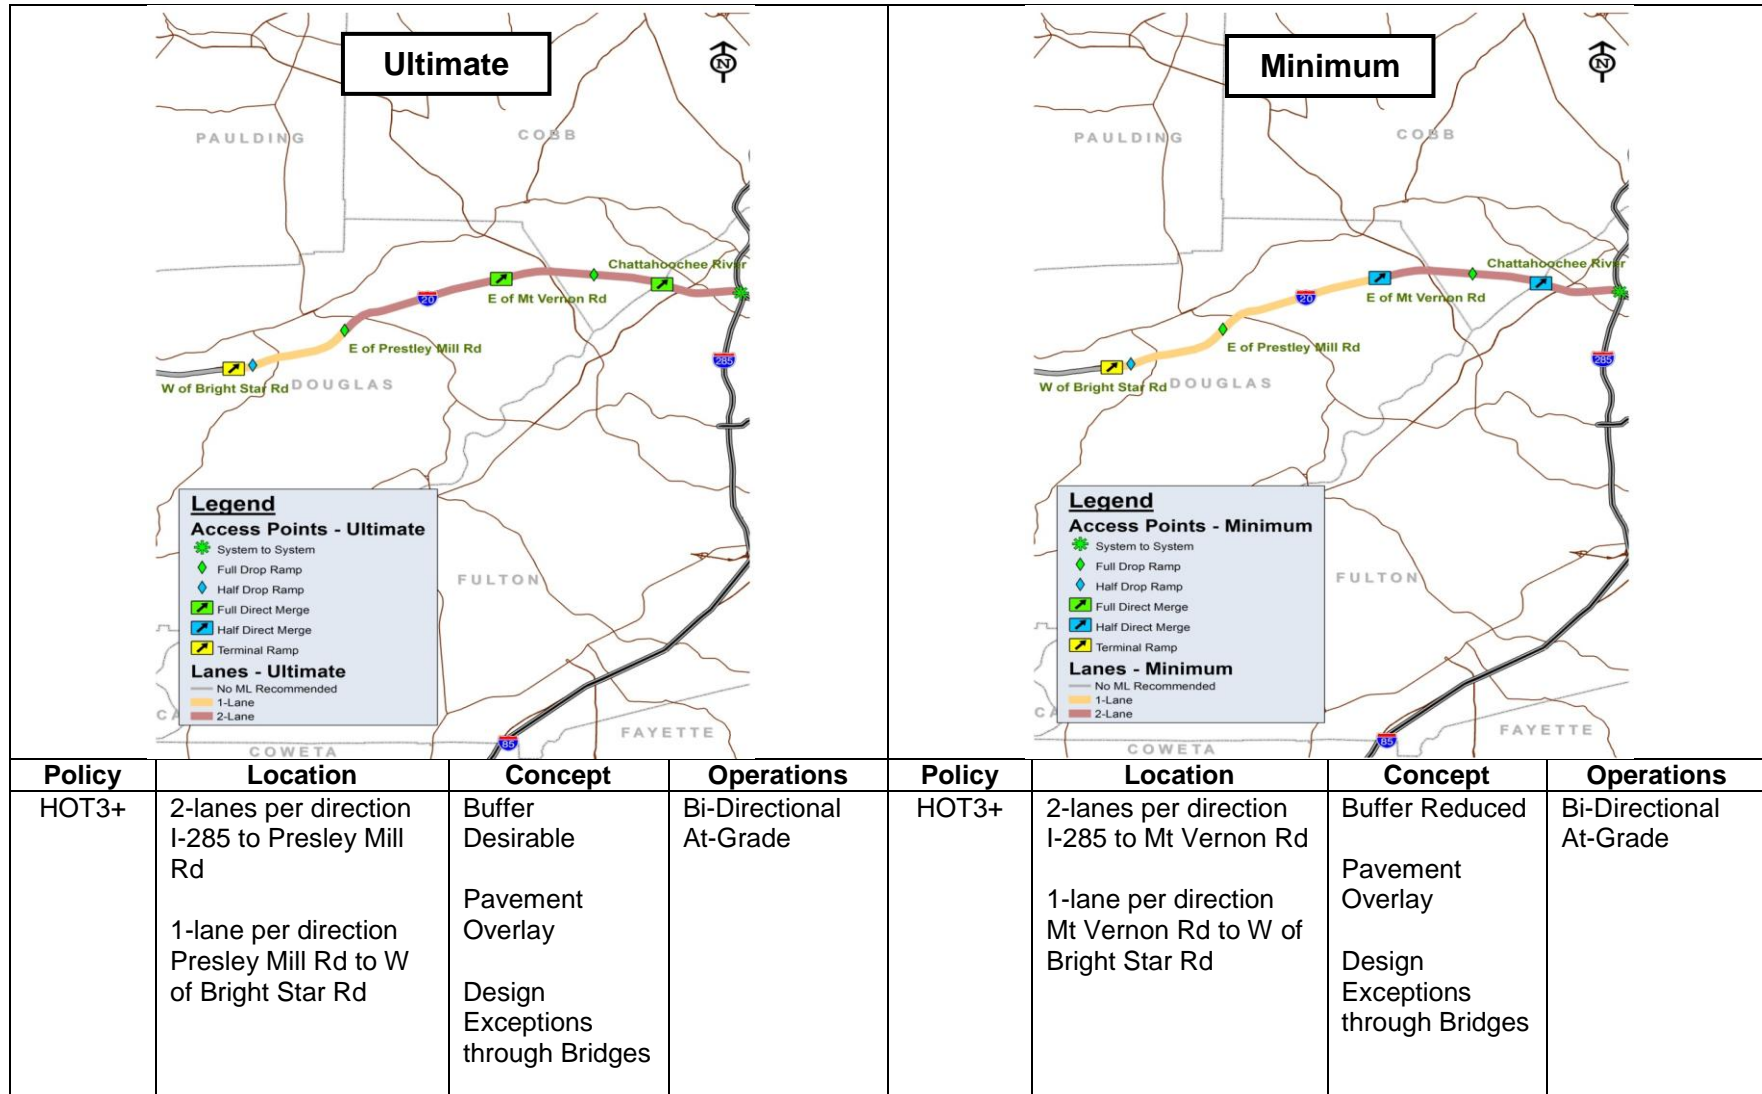 Ultimate
N
PAULDING
COBB
Chattahoochee River
20
E of Mt Vernon Rd
E of Prestley Mill Rd
285
W of Bright Star Rd
DOUGLAS
Legend
Access Points - Ultimate
System to System
Full Drop Ramp
Half Drop Ramp
Full Direct Merge
Half Direct Merge
Terminal Ramp
Lanes - Ultimate
No ML Recommended
1-Lane
2-Lane
FULTON
CA
FAYETTE
85
COWETA
Minimum
N
PAULDING
COBB
Chattahoochee River
20
E of Mt Vernon Rd
E of Prestley Mill Rd
285
W of Bright Star Rd
DOUGLAS
Legend
Access Points - Minimum
System to System
Full Drop Ramp
Half Drop Ramp
Full Direct Merge
Half Direct Merge
Terminal Ramp
Lanes - Minimum
No ML Recommended
1-Lane
2-Lane
FULTON
CA
FAYETTE
85
COWETA
Policy Location Concept Operations Policy Location Concept Operations
HOT3+
2-lanes per direction
I-285 to Presley Mill
Rd
1-lane per direction
Presley Mill Rd to W
of Bright Star Rd
Buffer
Desirable
Pavement
Overlay
Design
Exceptions
through Bridges
Bi-Directional
At-Grade
HOT3+
2-lanes per direction
I-285 to Mt Vernon Rd
1-lane per direction
Mt Vernon Rd to W of
Bright Star Rd
Buffer Reduced
Pavement
Overlay
Design
Exceptions
through Bridges
Bi-Directional
At-Grade